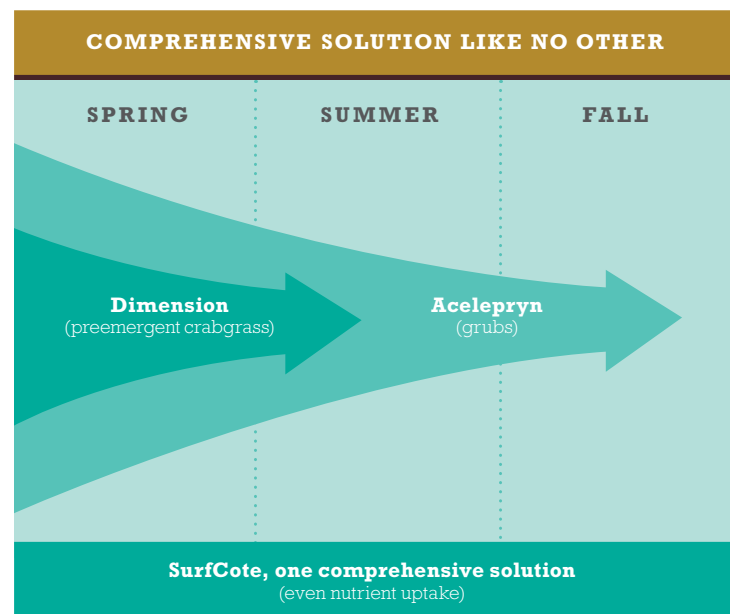 COMPREHENSIVE SOLUTION LIKE NO OTHER
SPRING
SUMMER
FALL
Dimension
(preemergent crabgrass)
Acelepryn
(grubs)
SurfCote, one comprehensive solution
(even nutrient uptake)